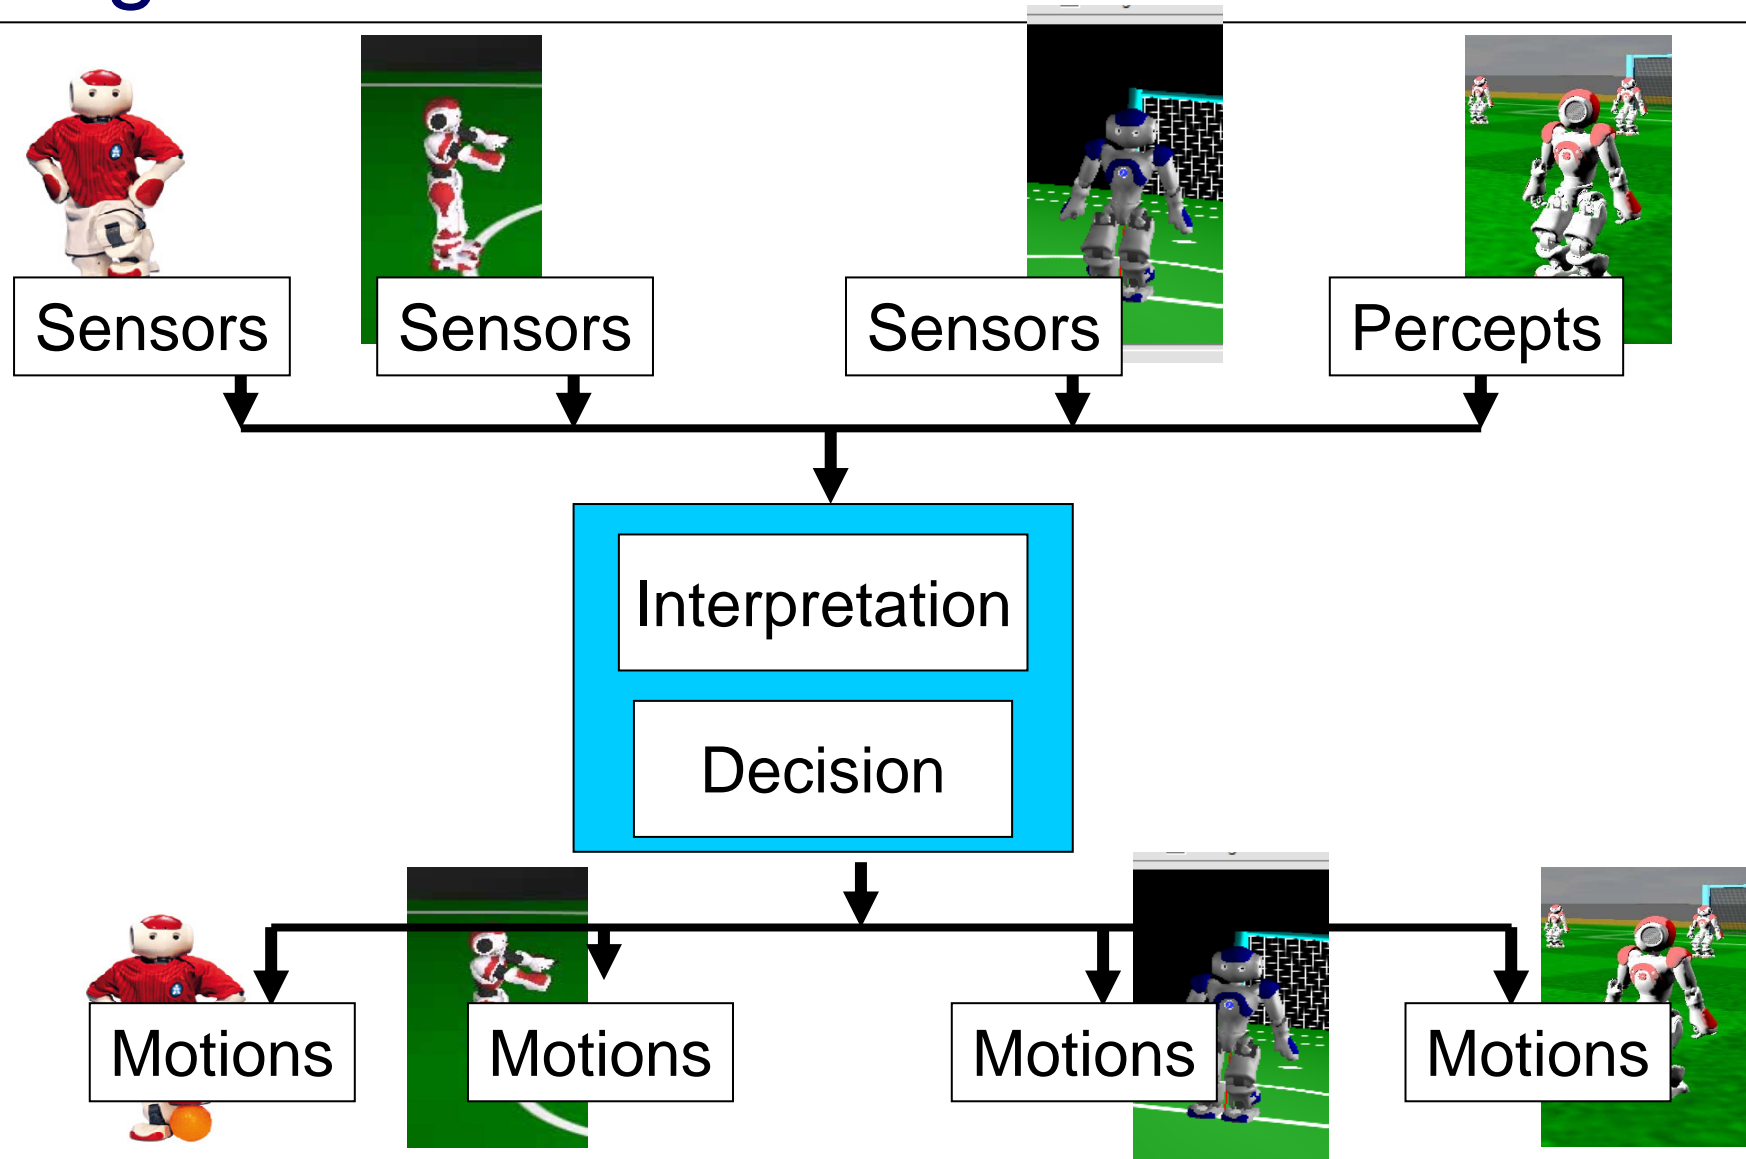 Sensors
Sensors
Sensors
Percepts
Interpretation
Decision
Motions
Motions
Motions
Motions